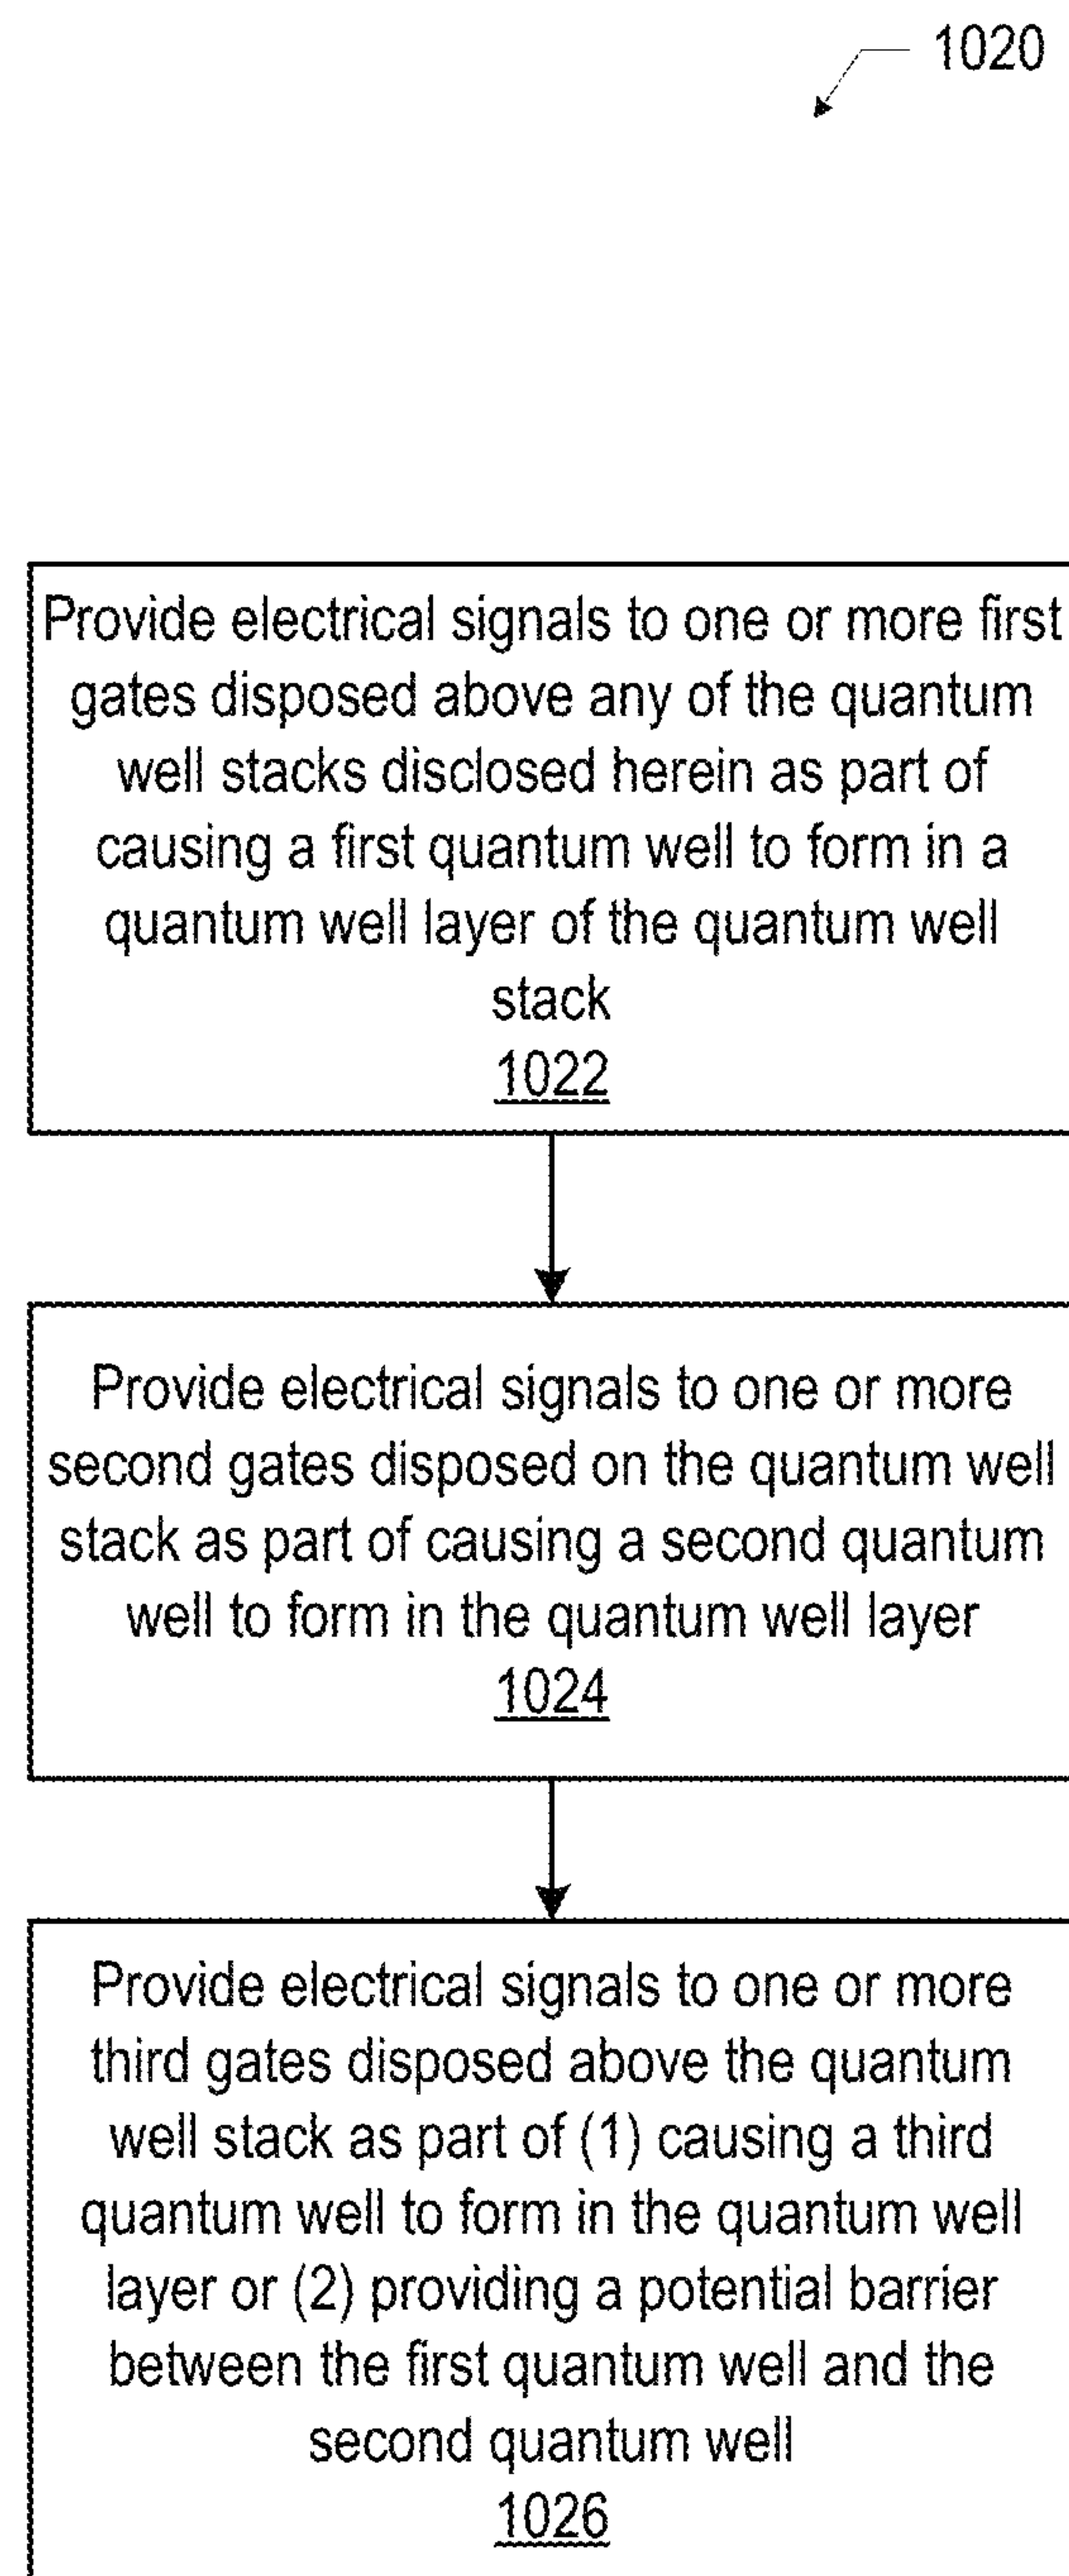 1020
Provide electrical signals to one or more first
gates disposed above any of the quantum
well stacks disclosed herein as part of
causing a first quantum well to form in a
quantum well layer of the quantum well
stack
1022
Provide electrical signals to one or more
second gates disposed on the quantum well
stack as part of causing a second quantum
well to form in the quantum well layer
1024
Provide electrical signals to one or more
third gates disposed above the quantum
well stack as part of (1) causing a third
quantum well to form in the quantum well
layer or (2) providing a potential barrier
between the first quantum well and the
second quantum well
1026